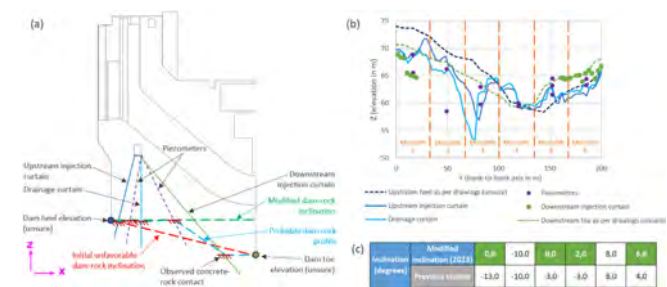 (a)
Piezometers
Upstream injection
curtain
Drainage curtain
Dam heel elevation
(unsure)
Initial unfavorable
dam-rock inclination
Observed concrete-
rock contact
Downstream
injection curtain
Modified dam-rock
inclination
Probable dam-rock
profile
Dam toe
elevation (unsure)
Z
X
(b)
Z (elevation in m)
75
70
65
60
55
50
0
50
100
150
200
Y (bank to bank axis in m)
Upstream heel as per drawings (unsure)
Upstream injection curtain
Drainage curtain
Piezometres
Downstream injection curtain
Downstream toe as per drawings
(c)
Inclination
(degrees)
Modified
inclination (2023)
0,0
-10,0
0,0
2,0
8,0
Previous studies
-13,0
-10,0
-3,0
-3,0
8,0
4,0